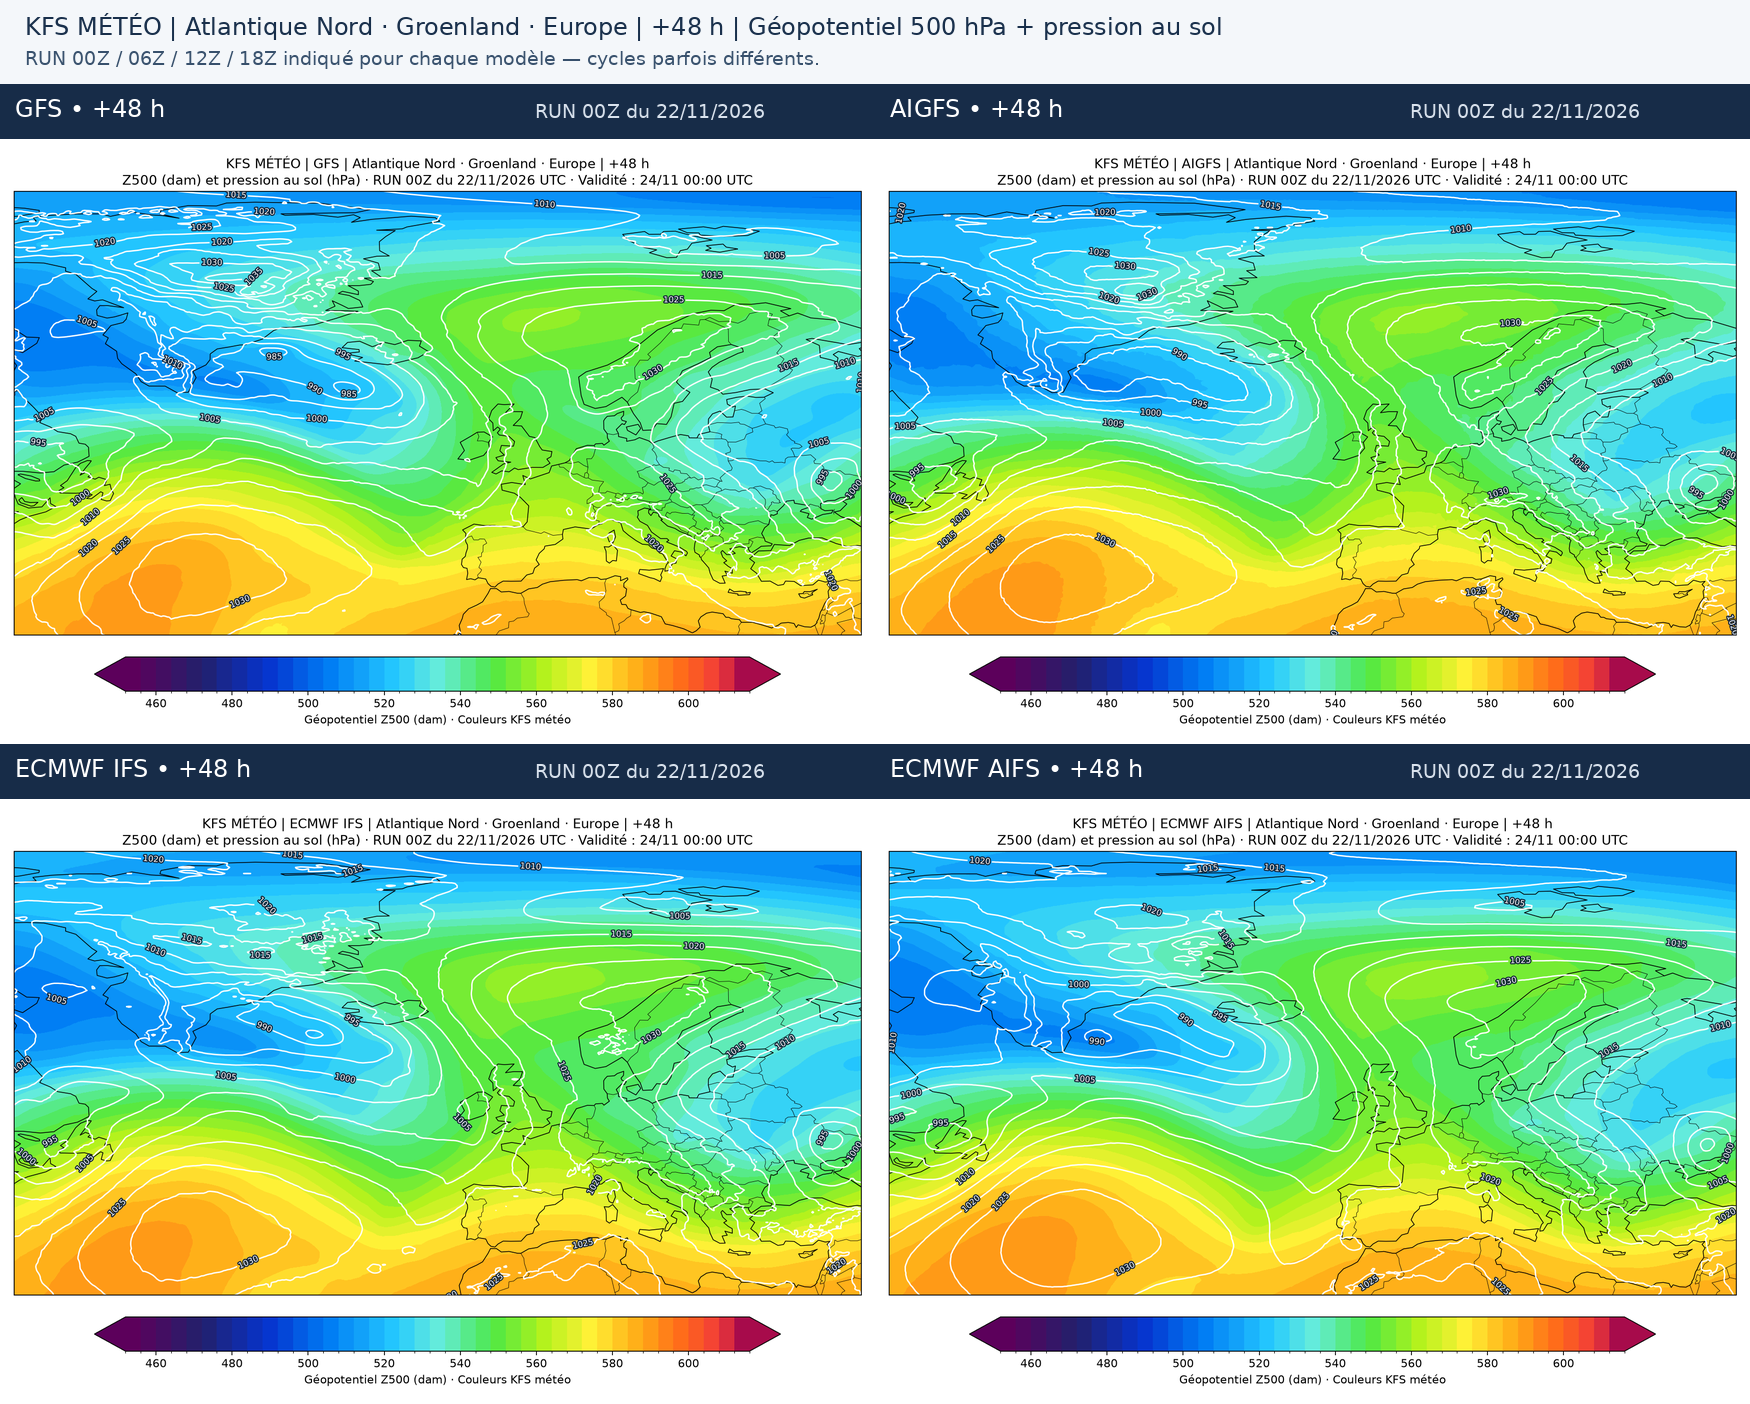 KFS MÉTÉO | Atlantique Nord · Groenland · Europe | +48 h | Géopotentiel 500 hPa + pression au sol
RUN 00Z / 06Z / 12Z / 18Z indiqué pour chaque modèle — cycles parfois différents.
GFS • +48 h RUN 00Z du 22/11/2026
KFS MÉTÉO | GFS | Atlantique Nord · Groenland · Europe | +48 h
Z500 (dam) et pression au sol (hPa) · RUN 00Z du 22/11/2026 UTC · Validité : 24/11 00:00 UTC
460 480 500 520 540 560 580 600
Géopotentiel Z500 (dam) · Couleurs KFS météo
AIGFS • +48 h RUN 00Z du 22/11/2026
KFS MÉTÉO | AIGFS | Atlantique Nord · Groenland · Europe | +48 h
Z500 (dam) et pression au sol (hPa) · RUN 00Z du 22/11/2026 UTC · Validité : 24/11 00:00 UTC
460 480 500 520 540 560 580 600
Géopotentiel Z500 (dam) · Couleurs KFS météo
ECMWF IFS • +48 h RUN 00Z du 22/11/2026
KFS MÉTÉO | ECMWF IFS | Atlantique Nord · Groenland · Europe | +48 h
Z500 (dam) et pression au sol (hPa) · RUN 00Z du 22/11/2026 UTC · Validité : 24/11 00:00 UTC
460 480 500 520 540 560 580 600
Géopotentiel Z500 (dam) · Couleurs KFS météo
ECMWF AIFS • +48 h RUN 00Z du 22/11/2026
KFS MÉTÉO | ECMWF AIFS | Atlantique Nord · Groenland · Europe | +48 h
Z500 (dam) et pression au sol (hPa) · RUN 00Z du 22/11/2026 UTC · Validité : 24/11 00:00 UTC
460 480 500 520 540 560 580 600
Géopotentiel Z500 (dam) · Couleurs KFS météo